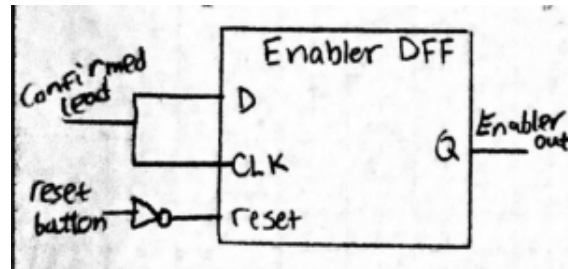 Enabler DFF
Confirmed
lead
D
CLK
Q
Enabler
out
reset
button
reset